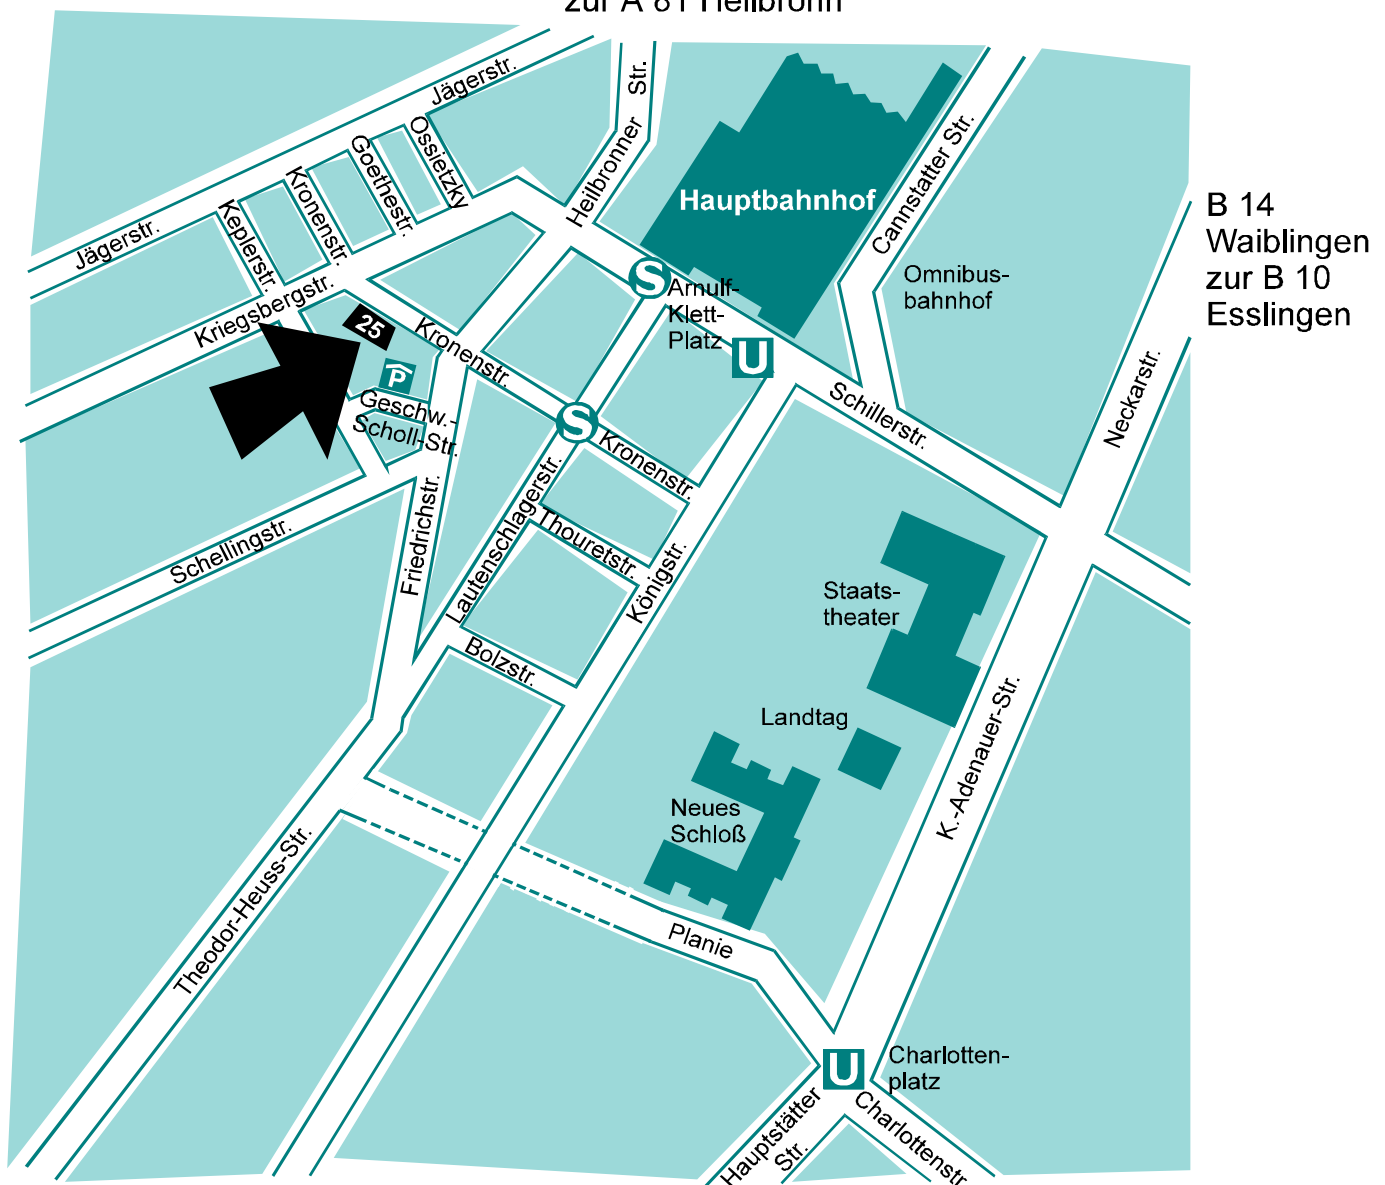 zur A 81 Heilbronn
Jägerstr.
Str.
Heilbronner
Ossietzky
Goethestr.
Kronenstr.
Keplerstr.
Jägerstr.
Kriegsbergstr.
Hauptbahnhof
Cannstatter Str.
B 14
Waiblingen
zur B 10
Esslingen
Omnibus-
bahnhof
S
Arnulf-
Klett-
Platz
U
25
Kronenstr.
P
Geschw.-
Scholl-Str.
S
Kronenstr.
Schillerstr.
Neckarstr.
Schellingstr.
Friedrichstr.
Lautenschlagerstr.
Thouretstr.
Königstr.
Bolzstr.
Staats-
theater
Landtag
Neues
Schloß
K.-Adenauer-Str.
Theodor-Heuss-Str.
Planie
U
Charlotten-
platz
Hauptstätter
Str.
Charlottenstr